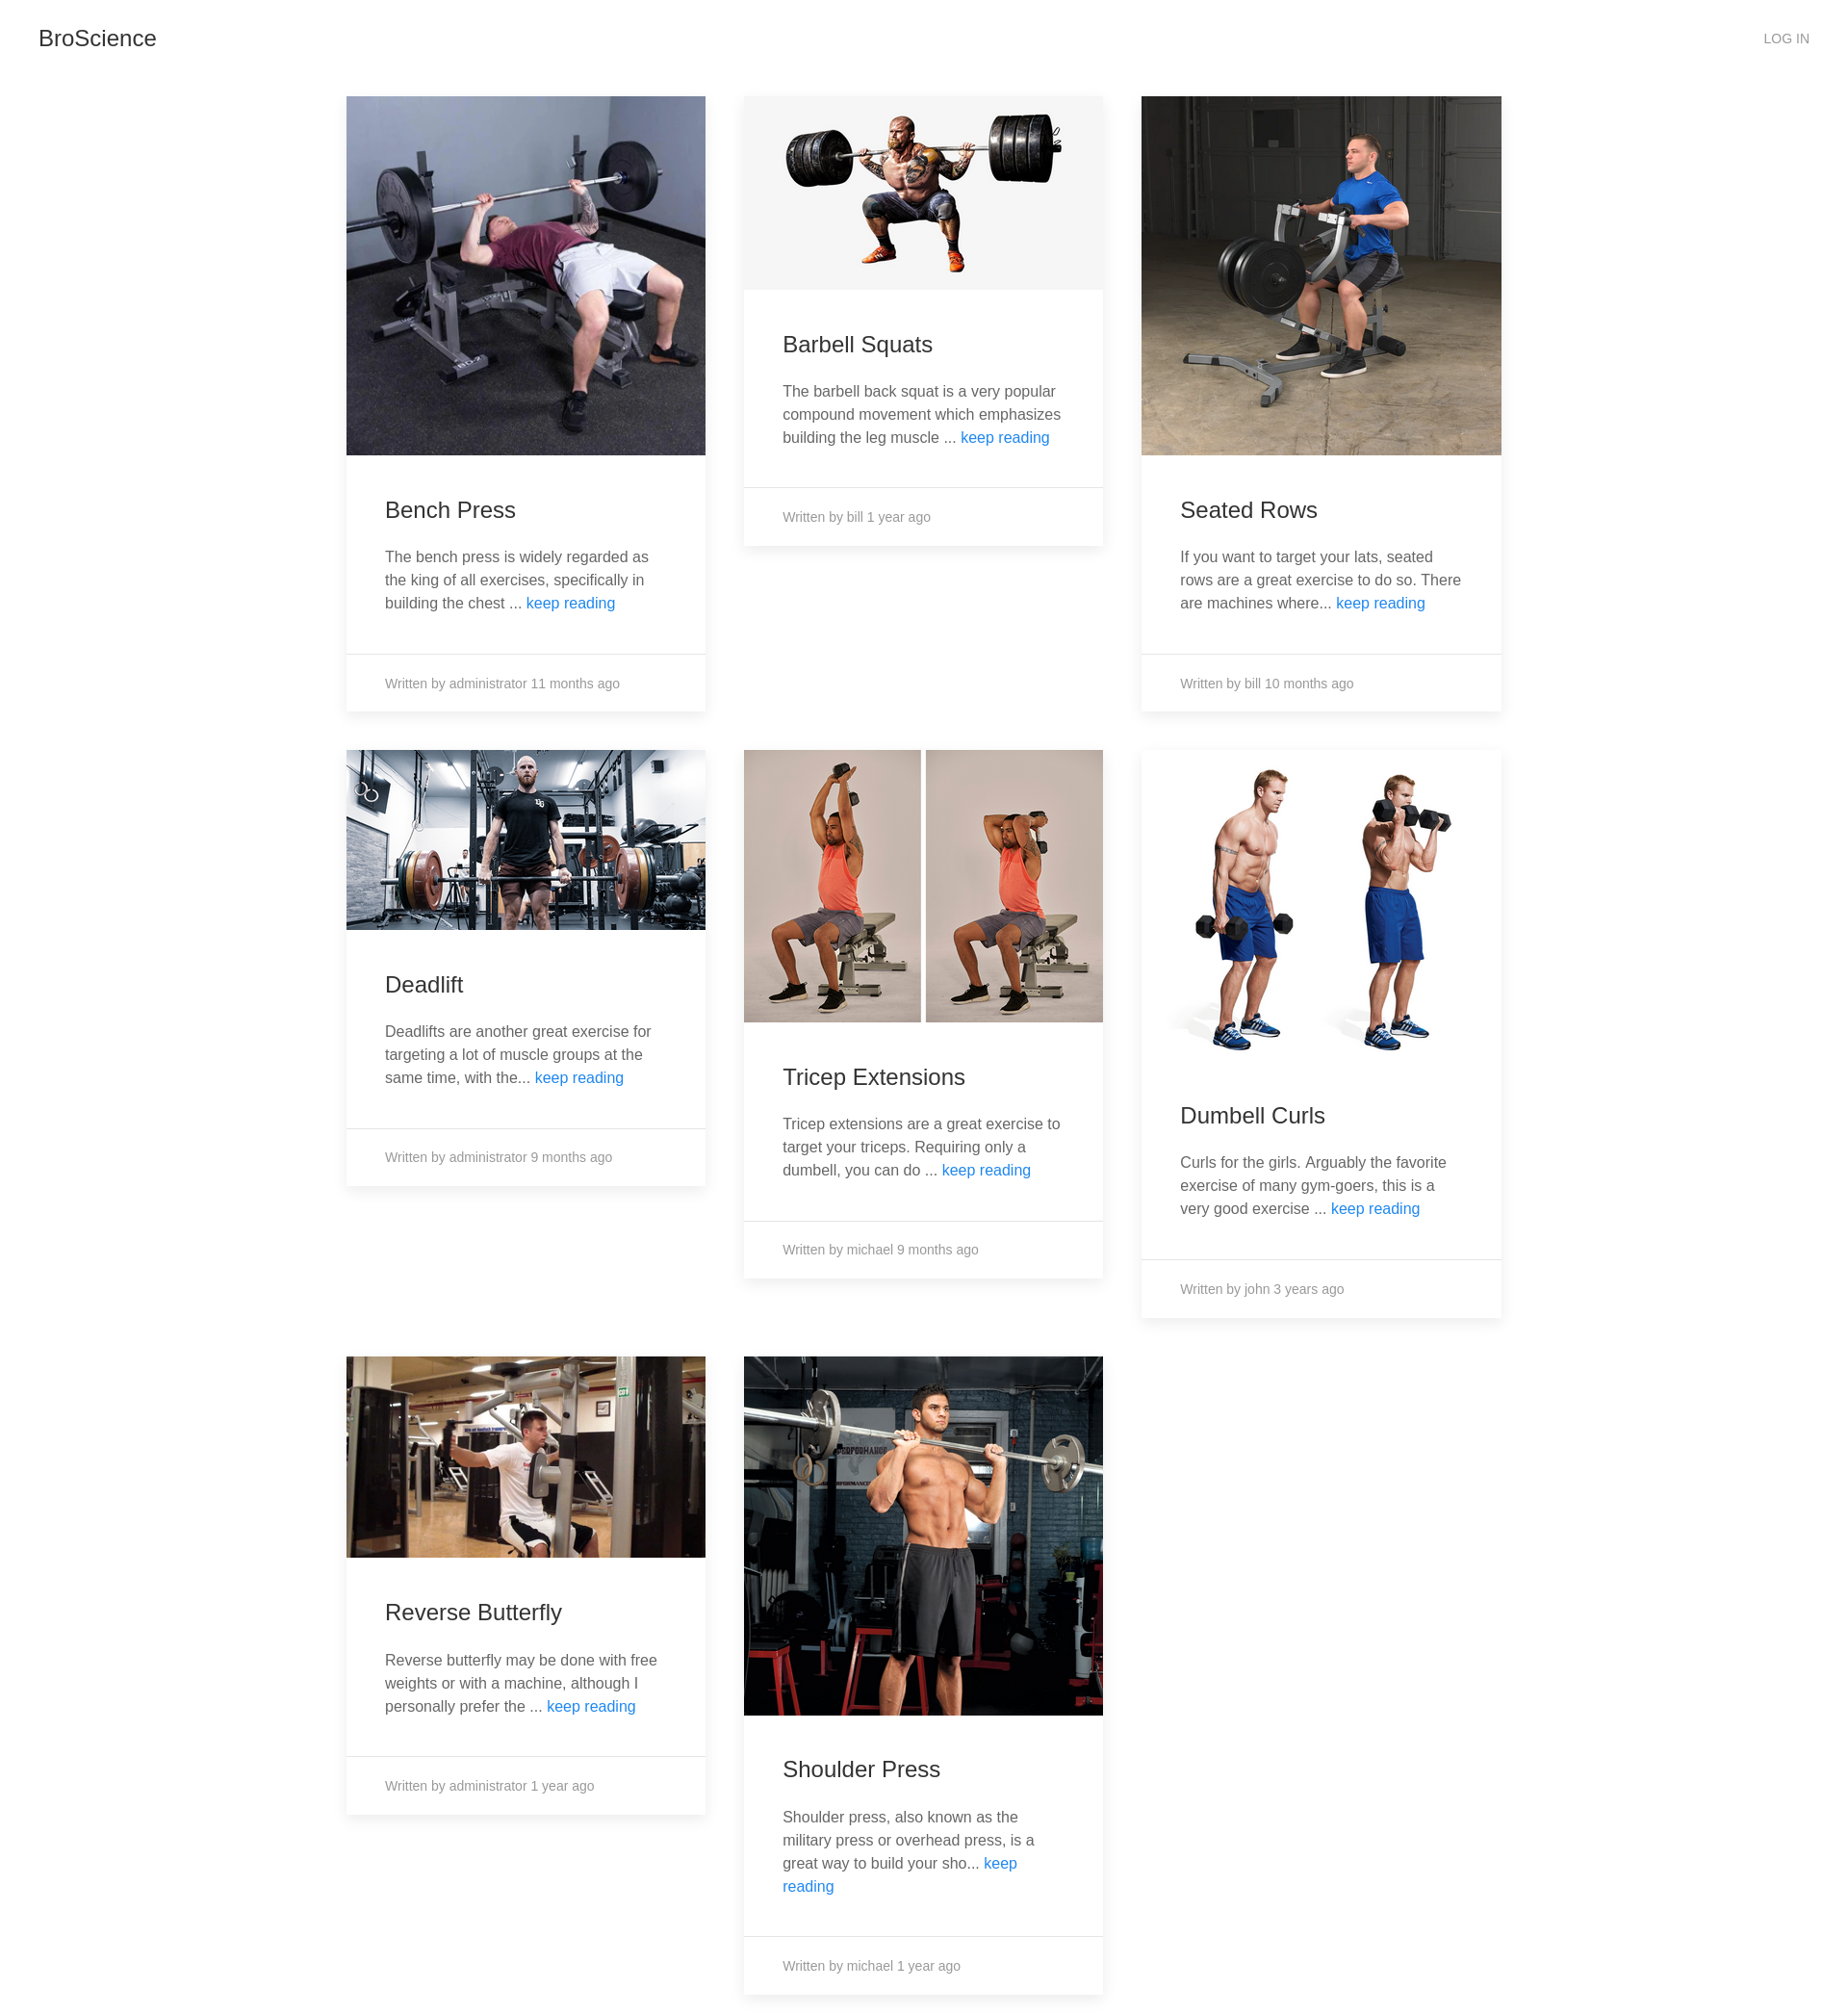 BroScience
LOG IN
Bench Press
The bench press is widely regarded as
the king of all exercises, specifically in
building the chest ... keep reading
Written by administrator 11 months ago
Barbell Squats
The barbell back squat is a very popular
compound movement which emphasizes
building the leg muscle ... keep reading
Written by bill 1 year ago
Seated Rows
If you want to target your lats, seated
rows are a great exercise to do so. There
are machines where... keep reading
Written by bill 10 months ago
Deadlift
Deadlifts are another great exercise for
targeting a lot of muscle groups at the
same time, with the... keep reading
Written by administrator 9 months ago
Tricep Extensions
Tricep extensions are a great exercise to
target your triceps. Requiring only a
dumbell, you can do ... keep reading
Written by michael 9 months ago
Dumbell Curls
Curls for the girls. Arguably the favorite
exercise of many gym-goers, this is a
very good exercise ... keep reading
Written by john 3 years ago
Reverse Butterfly
Reverse butterfly may be done with free
weights or with a machine, although I
personally prefer the ... keep reading
Written by administrator 1 year ago
Shoulder Press
Shoulder press, also known as the
military press or overhead press, is a
great way to build your sho... keep
reading
Written by michael 1 year ago